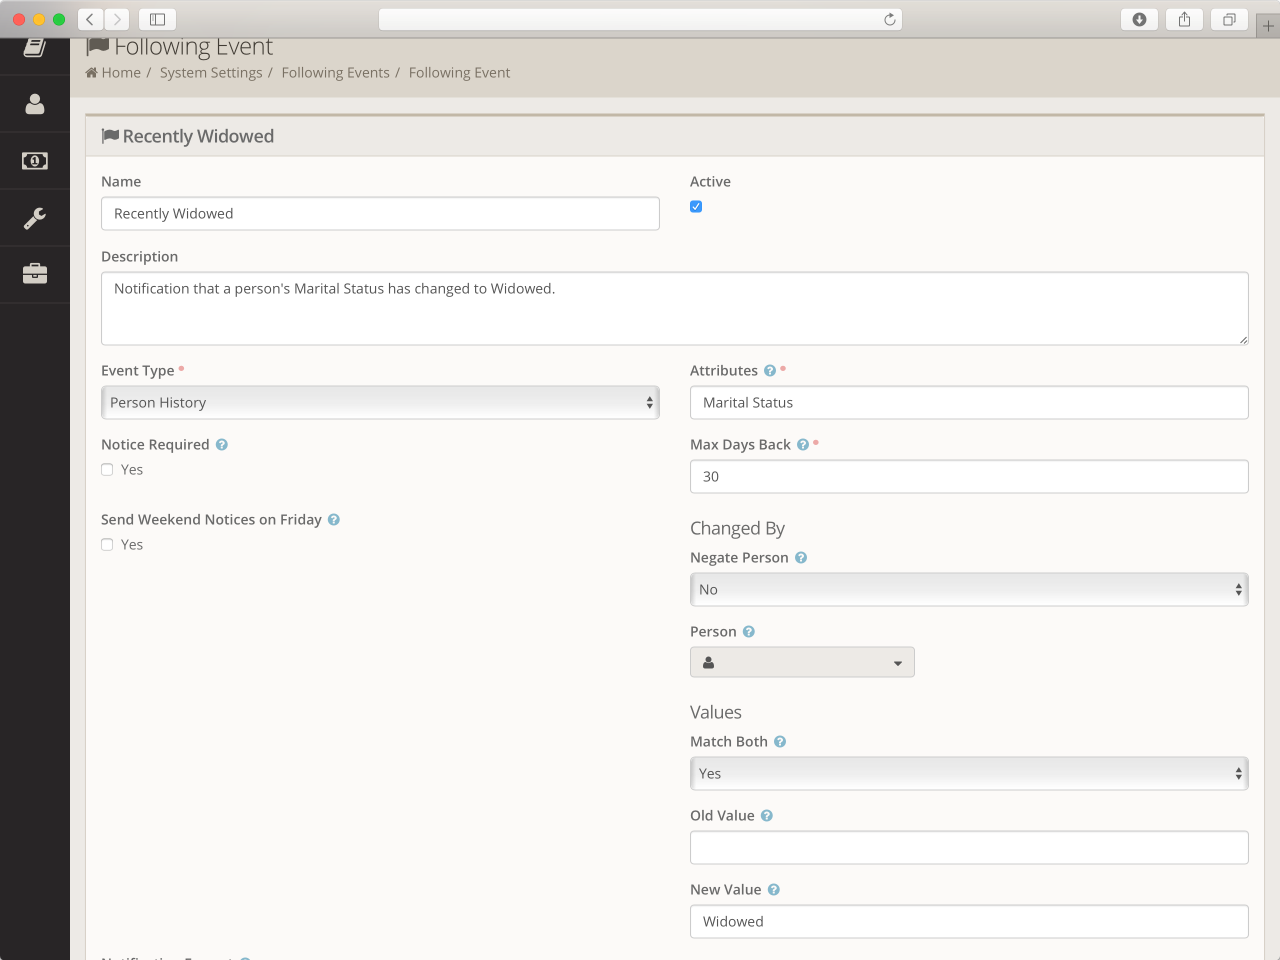 Following Event
Home / System Settings / Following Events / Following Event
Recently Widowed
Name
Recently Widowed
Active
Description
Notification that a person's Marital Status has changed to Widowed.
Event Type *
Person History
Attributes ? *
Marital Status
Notice Required ?
Yes
Max Days Back ? *
30
Send Weekend Notices on Friday ?
Yes
Changed By
Negate Person ?
No
Person ?
Values
Match Both ?
Yes
Old Value ?
New Value ?
Widowed